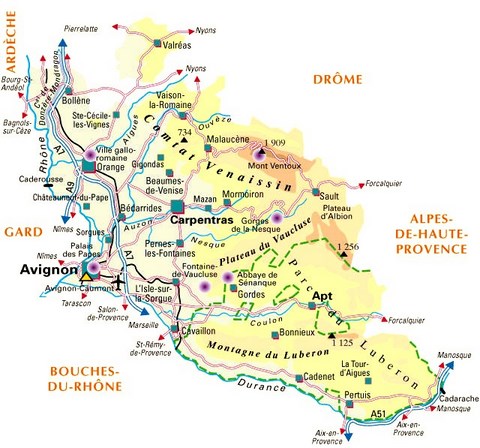 ARDÈCHE
Pierrelatte
Nyons
Valréas
Nyons
DRÔME
Bourg-St-
Andéol
Bollène
Cal de Donzère-Mondragon
Vaison-
la-Romaine
Ste-Cécile-
les-Vignes
Bagnols-
sur-Cèze
Ouvèze
Aigues
Rhône
A7
734
Malaucène
1 909
Mont Ventoux
Ville gallo-
romaine
Orange
Gigondas
Comtat Venaissin
A9
Caderousse
Beaumes-
de-Venise
Châteauneuf-du-Pape
Mazan
Mormoiron
Sault
Forcalquier
Bédarrides
Auzon
Carpentras
Gorges
de la Nesque
Plateau
d'Albion
ALPES-
DE-HAUTE-
PROVENCE
GARD
Nîmes
Sorgues
Nesque
Plateau du Vaucluse
1 256
Palais
des Papes
Pernes-
les-Fontaines
Nîmes
Avignon
A7
Fontaine-
de-Vaucluse
Abbaye de
Sénanque
Gordes
Avignon-Caumont
L'Isle-sur-
la-Sorgue
Parc du Luberon
Apt
Tarascon
Salon-
de-Provence
Marseille
Coulon
Forcalquier
Cavaillon
Bonnieux
1 125
St-Rémy-
de-Provence
Montagne du Luberon
Manosque
BOUCHES-
DU-RHÔNE
La Tour-
d'Aigues
Cadenet
Durance
Cadarache
Pertuis
A51
Manosque
Aix-en-
Provence
Aix-en-
Provence